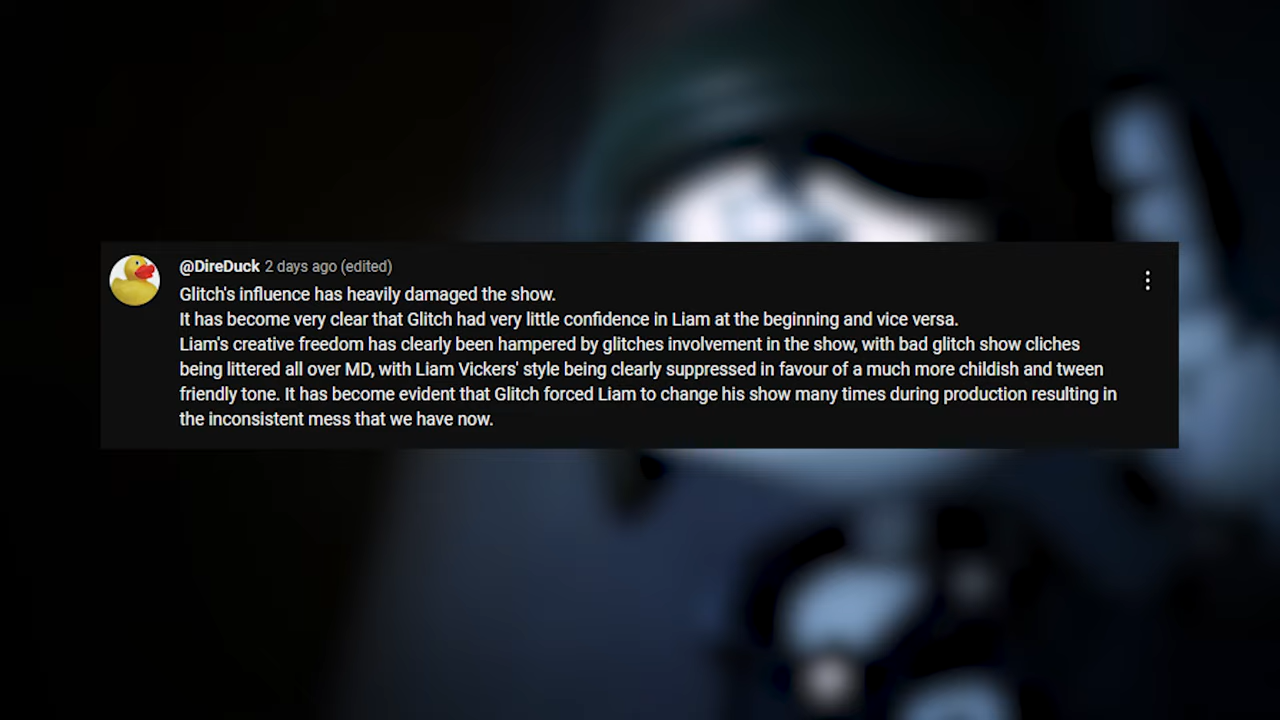 @DireDuck 2 days ago (edited)
Glitch's influence has heavily damaged the show.
It has become very clear that Glitch had very little confidence in Liam at the beginning and vice versa.
Liam's creative freedom has clearly been hampered by glitches involvement in the show, with bad glitch show cliches
being littered all over MD, with Liam Vickers' style being clearly suppressed in favour of a much more childish and tween
friendly tone. It has become evident that Glitch forced Liam to change his show many times during production resulting in
the inconsistent mess that we have now.